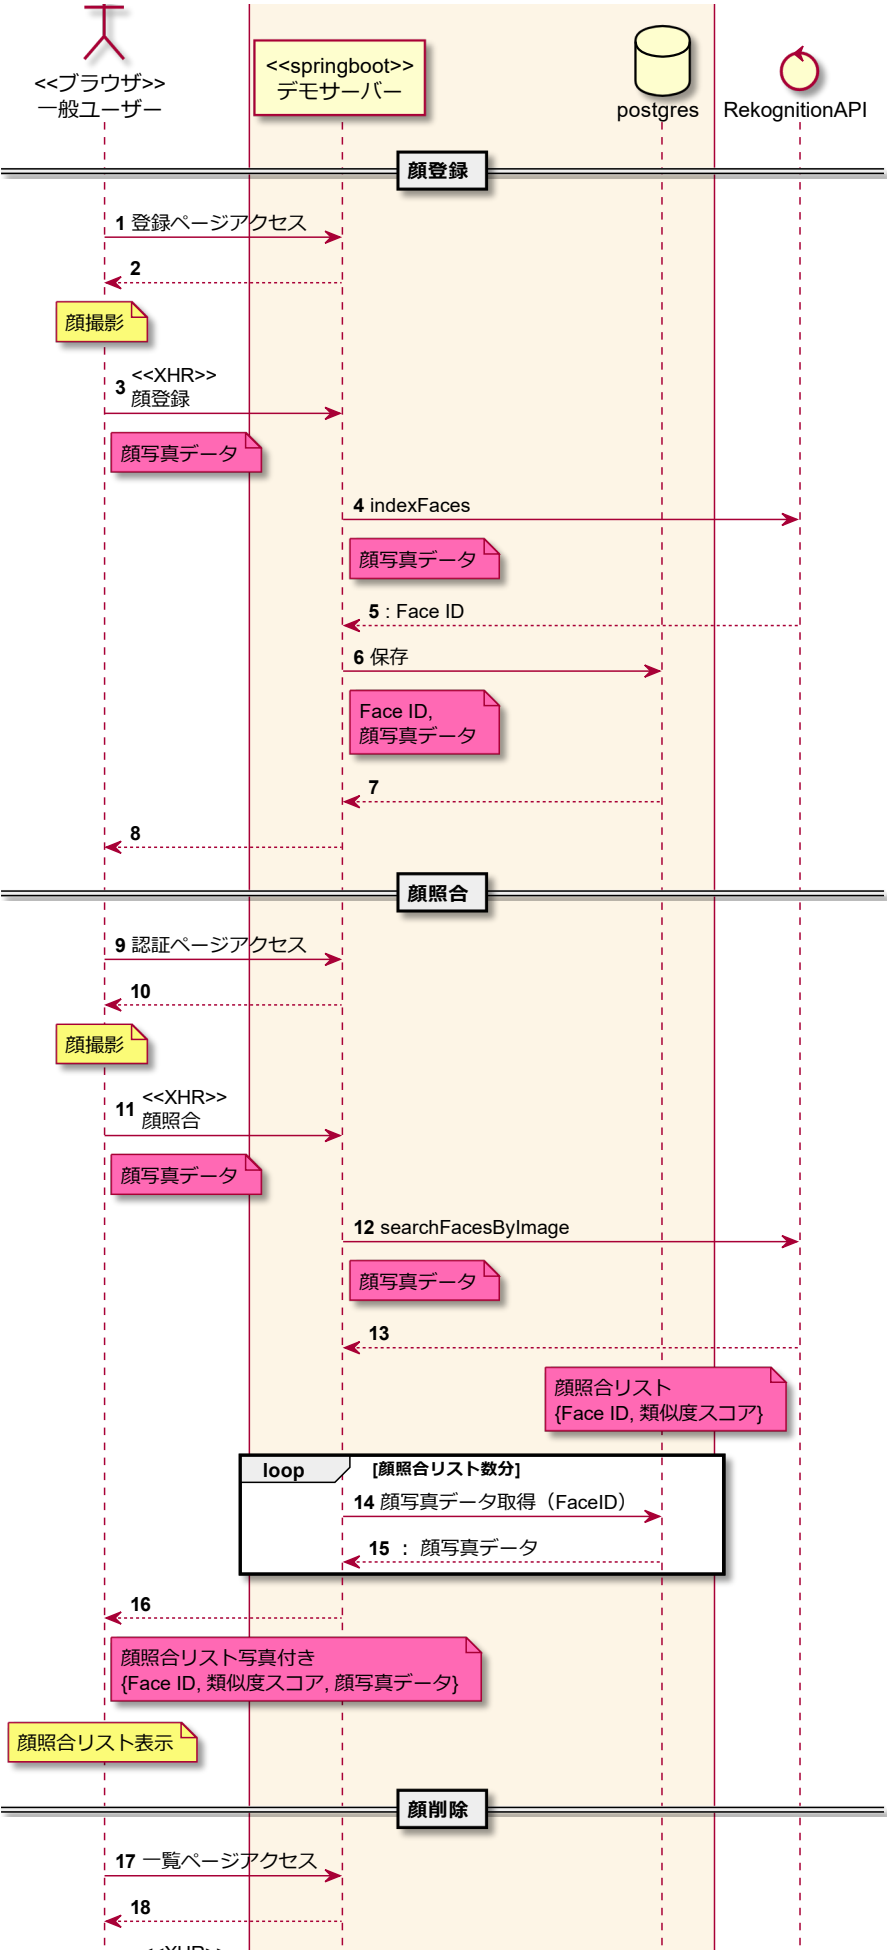 <<ブラウザ>>
一般ユーザー
<<springboot>>
デモサーバー
postgres
RekognitionAPI
顔登録
1 登録ページアクセス
2
顔撮影
<<XHR>>
3 顔登録
顔写真データ
4 indexFaces
顔写真データ
5 : Face ID
6 保存
Face ID,
顔写真データ
7
8
顔照合
9 認証ページアクセス
10
顔撮影
<<XHR>>
11 顔照合
顔写真データ
12 searchFacesByImage
顔写真データ
13
顔照合リスト
{Face ID, 類似度スコア}
loop [顔照合リスト数分]
14 顔写真データ取得（FaceID）
15 ： 顔写真データ
16
顔照合リスト写真付き
{Face ID, 類似度スコア, 顔写真データ}
顔照合リスト表示
顔削除
17 一覧ページアクセス
18
<<XHR>>